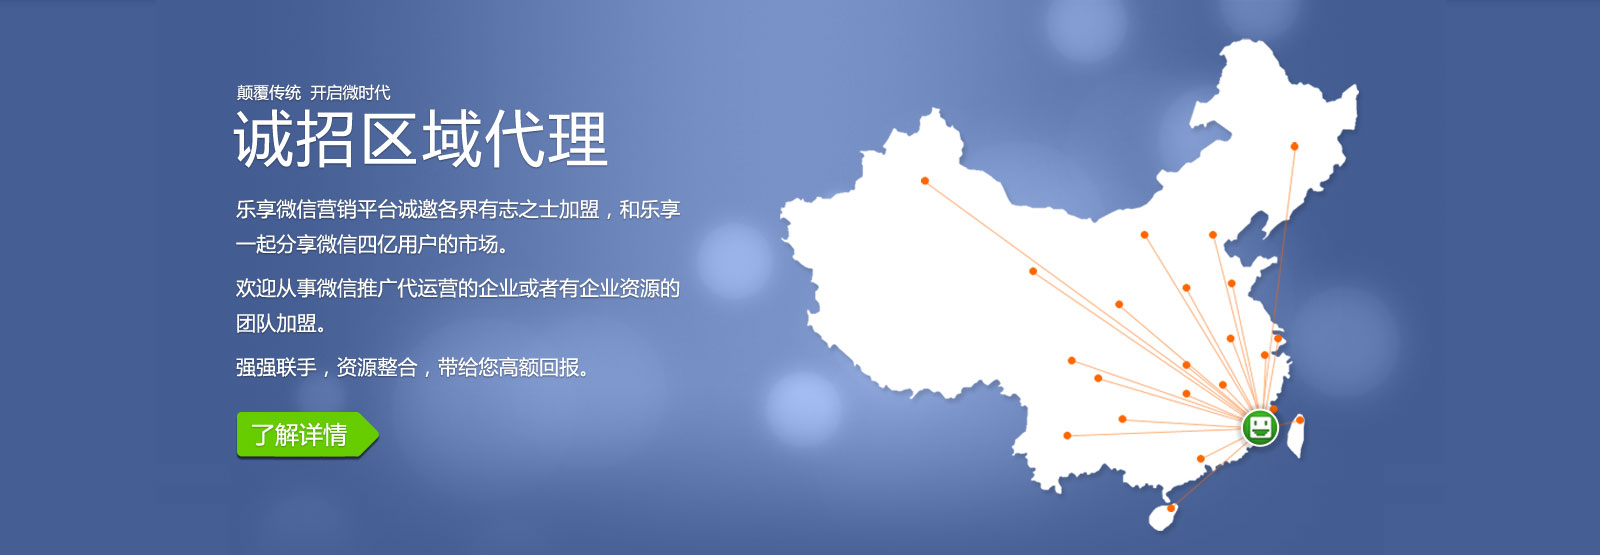 颠覆传统 开启微时代
诚招区域代理
乐享微信营销平台诚邀各界有志之士加盟，和乐享
一起分享微信四亿用户的市场。
欢迎从事微信推广代运营的企业或者有企业资源的
团队加盟。
强强联手，资源整合，带给您高额回报。
了解详情